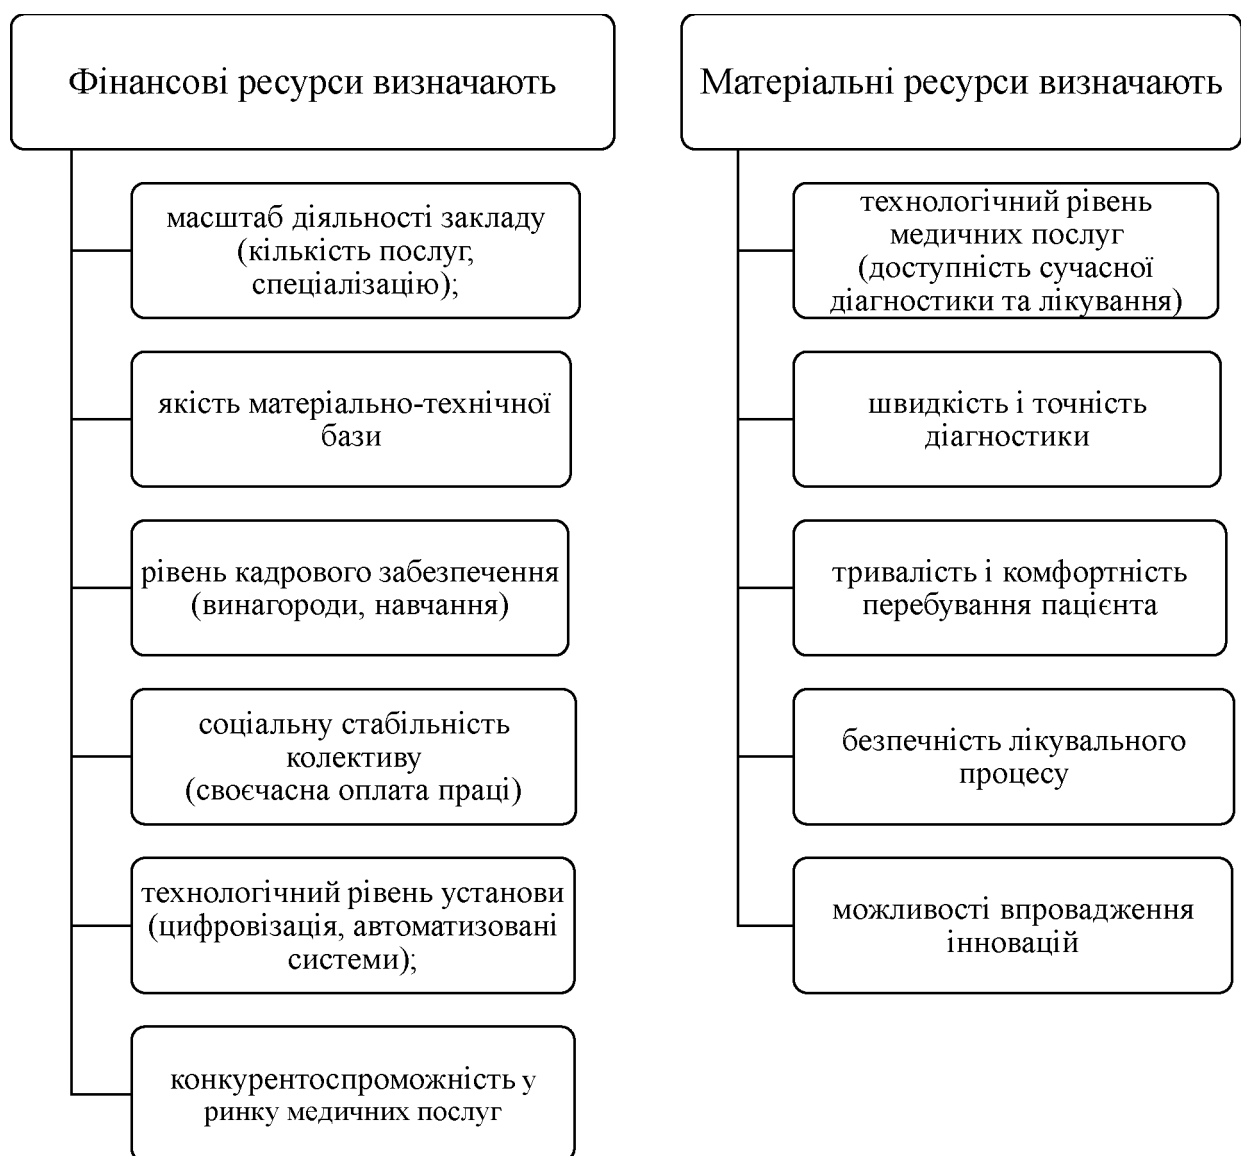 Фінансові ресурси визначають
масштаб діяльності закладу
(кількість послуг,
спеціалізацію);
якість матеріально-технічної
бази
рівень кадрового забезпечення
(винагороди, навчання)
соціальну стабільність
колективу
(своєчасна оплата праці)
технологічний рівень установи
(цифровізація, автоматизовані
системи);
конкурентоспроможність у
ринку медичних послуг
Матеріальні ресурси визначають
технологічний рівень
медичних послуг
(доступність сучасної
діагностики та лікування)
швидкість і точність
діагностики
тривалість і комфортність
перебування пацієнта
безпечність лікувального
процесу
можливості впровадження
інновацій